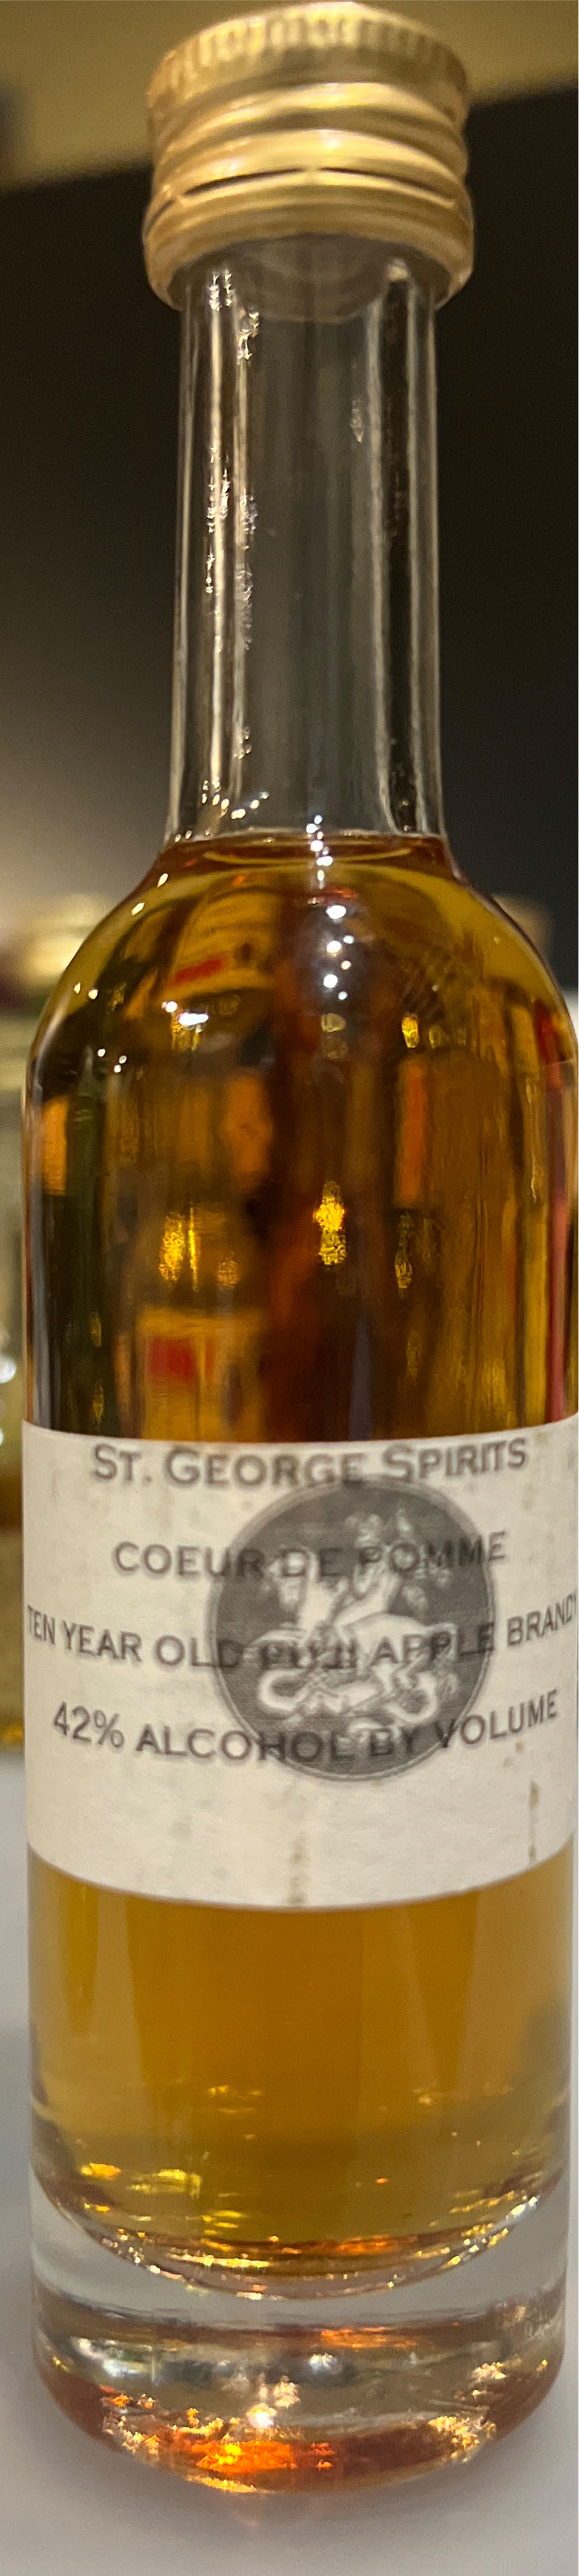 ST. GEORGE SPIRITS
COEUR DE POMME
TEN YEAR OLD FUJI APPLE BRANDY
42% ALCOHOL BY VOLUME